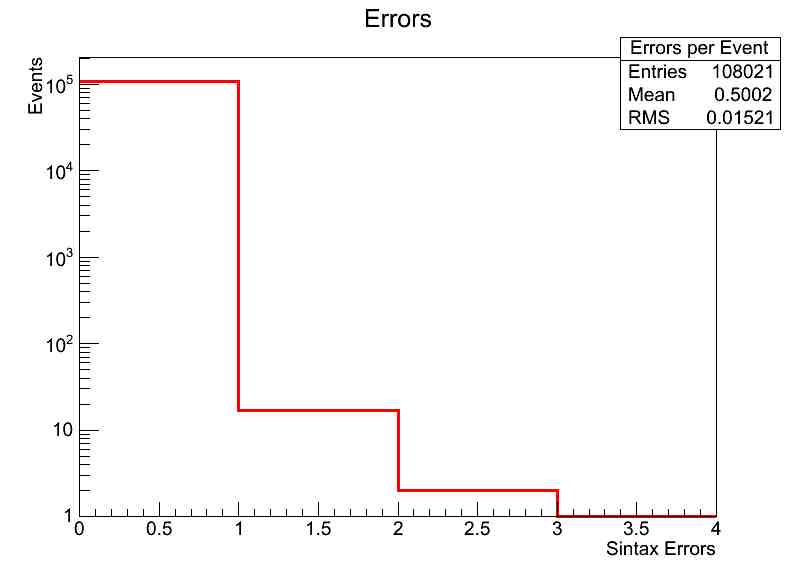 Errors
Errors per Event
Entries 108021
Mean 0.5002
RMS 0.01521
Events
10^5
10^4
10^3
10^2
10
1
0 0.5 1 1.5 2 2.5 3 3.5 4
Sintax Errors